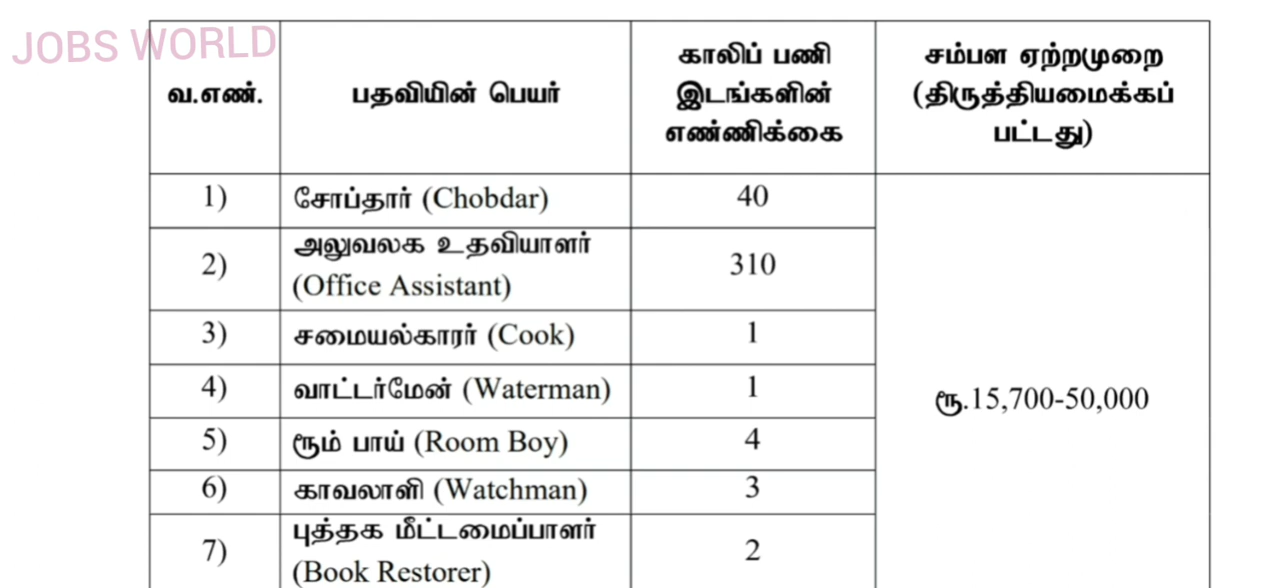 JOBS WORLD
வ.எண்.
பதவியின் பெயர்
காலிப் பணி
இடங்களின்
எண்ணிக்கை
சம்பள ஏற்றமுறை
(திருத்தியமைக்கப்
பட்டது)
1)
சோப்தார் (Chobdar)
40
2)
அலுவலக உதவியாளர்
(Office Assistant)
310
3)
சமையல்காரர் (Cook)
1
4)
வாட்டர்மேன் (Waterman)
1
ரூ.15,700-50,000
5)
ரூம் பாய் (Room Boy)
4
6)
காவலாளி (Watchman)
3
7)
புத்தக மீட்டமைப்பாளர்
(Book Restorer)
2